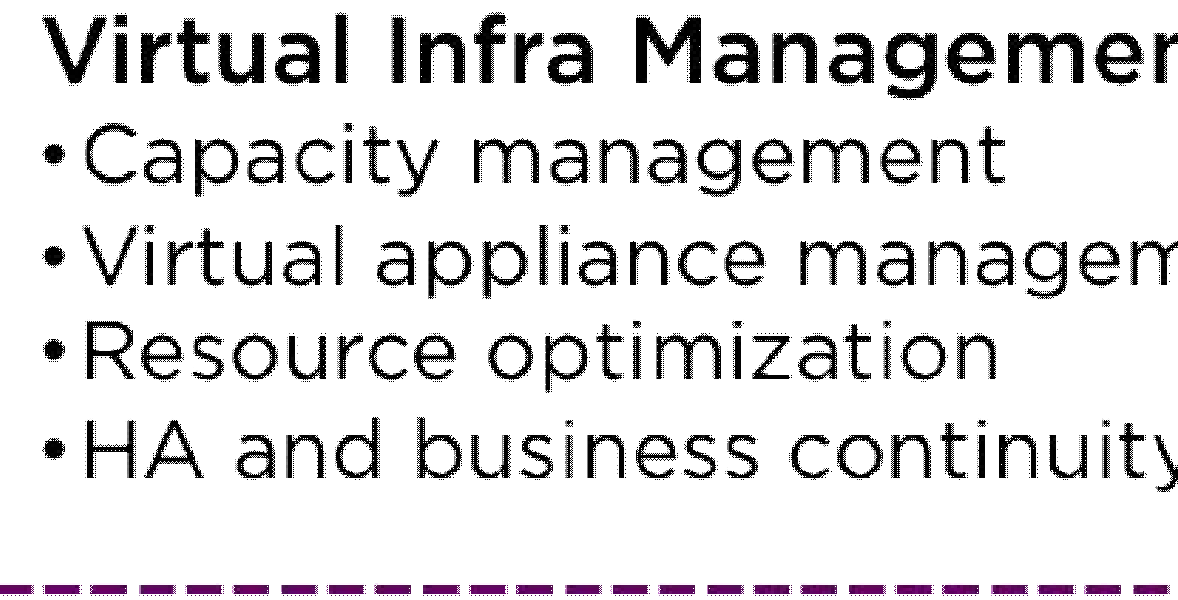 Virtual Infra Managemen
• Capacity management
• Virtual appliance managem
• Resource optimization
• HA and business continuity